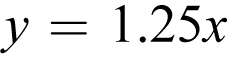 y = 1.25x